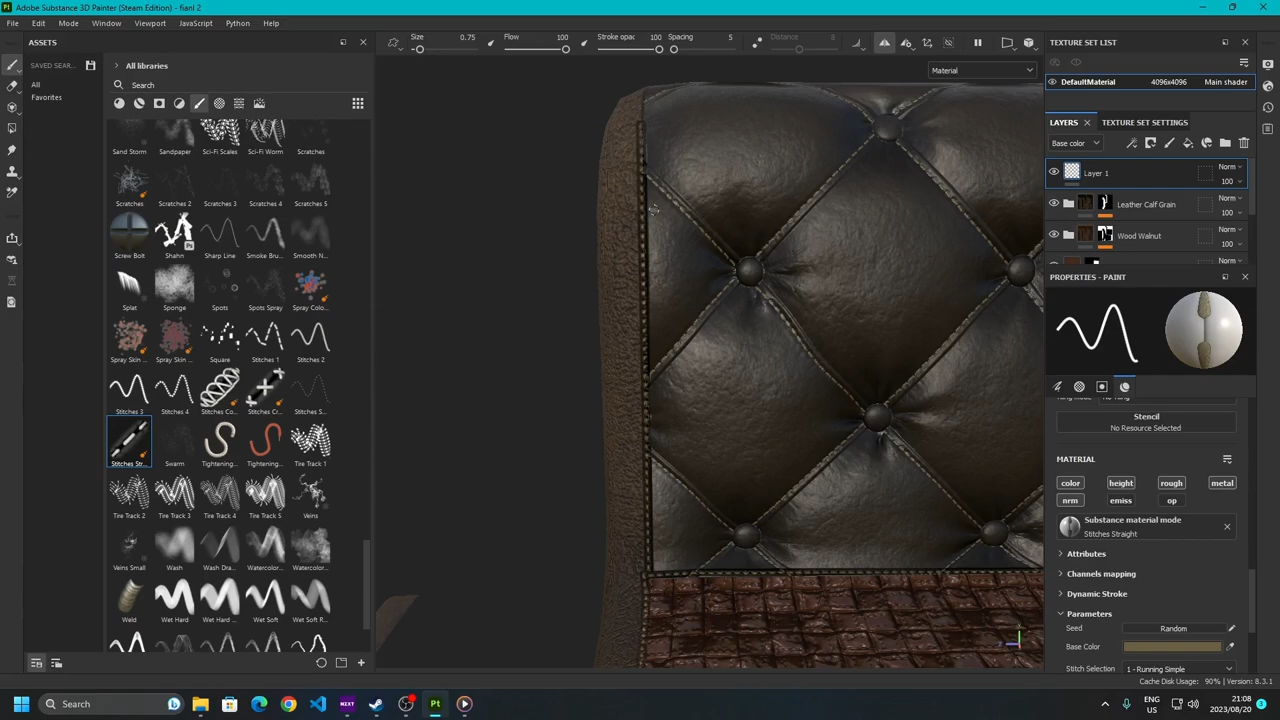 Adobe Substance 3D Painter (Steam Edition) - fianl 2
File Edit Mode Window Viewport JavaScript Python Help
ASSETS
Size 0.75 Flow 100 Stroke opac 100 Spacing 5 Distance 8
TEXTURE SET LIST
SAVED SEAR...
All libraries
Material
DefaultMaterial 4096x4096 Main shader
All
Search
Favorites
LAYERS TEXTURE SET SETTINGS
Base color
Sand Storm Sandpaper Sci-Fi Scales Sci-Fi Worm Scratches
Layer 1 Norm 100
Scratches Scratches 2 Scratches 3 Scratches 4 Scratches 5
Leather Calf Grain Norm 100
Wood Walnut Norm 100
Screw Bolt Shahn Sharp Line Smoke Bru... Smooth N...
Norm
PROPERTIES - PAINT
Splat Sponge Spots Spots Spray Spray Colo...
Spray Skin ... Spray Skin ... Square Stitches 1 Stitches 2
Stitches 3 Stitches 4 Stitches Co... Stitches Cr... Stitches S...
Stencil
No Resource Selected
Stitches Str... Swarm Tightening... Tightening... Tire Track 1
MATERIAL
color height rough metal
nrm emiss op
Tire Track 2 Tire Track 3 Tire Track 4 Tire Track 5 Veins
Substance material mode
Stitches Straight
Attributes
Veins Small Wash Wash Dra... Watercolor... Watercolor...
Channels mapping
Dynamic Stroke
Parameters
Weld Wet Hard Wet Hard ... Wet Soft Wet Soft R...
Seed Random
Base Color
Stitch Selection 1 - Running Simple
Cache Disk Usage: 90% | Version: 8.3.1
Search
NZXT
Pt
ENG
US
21:08
2023/08/20
3